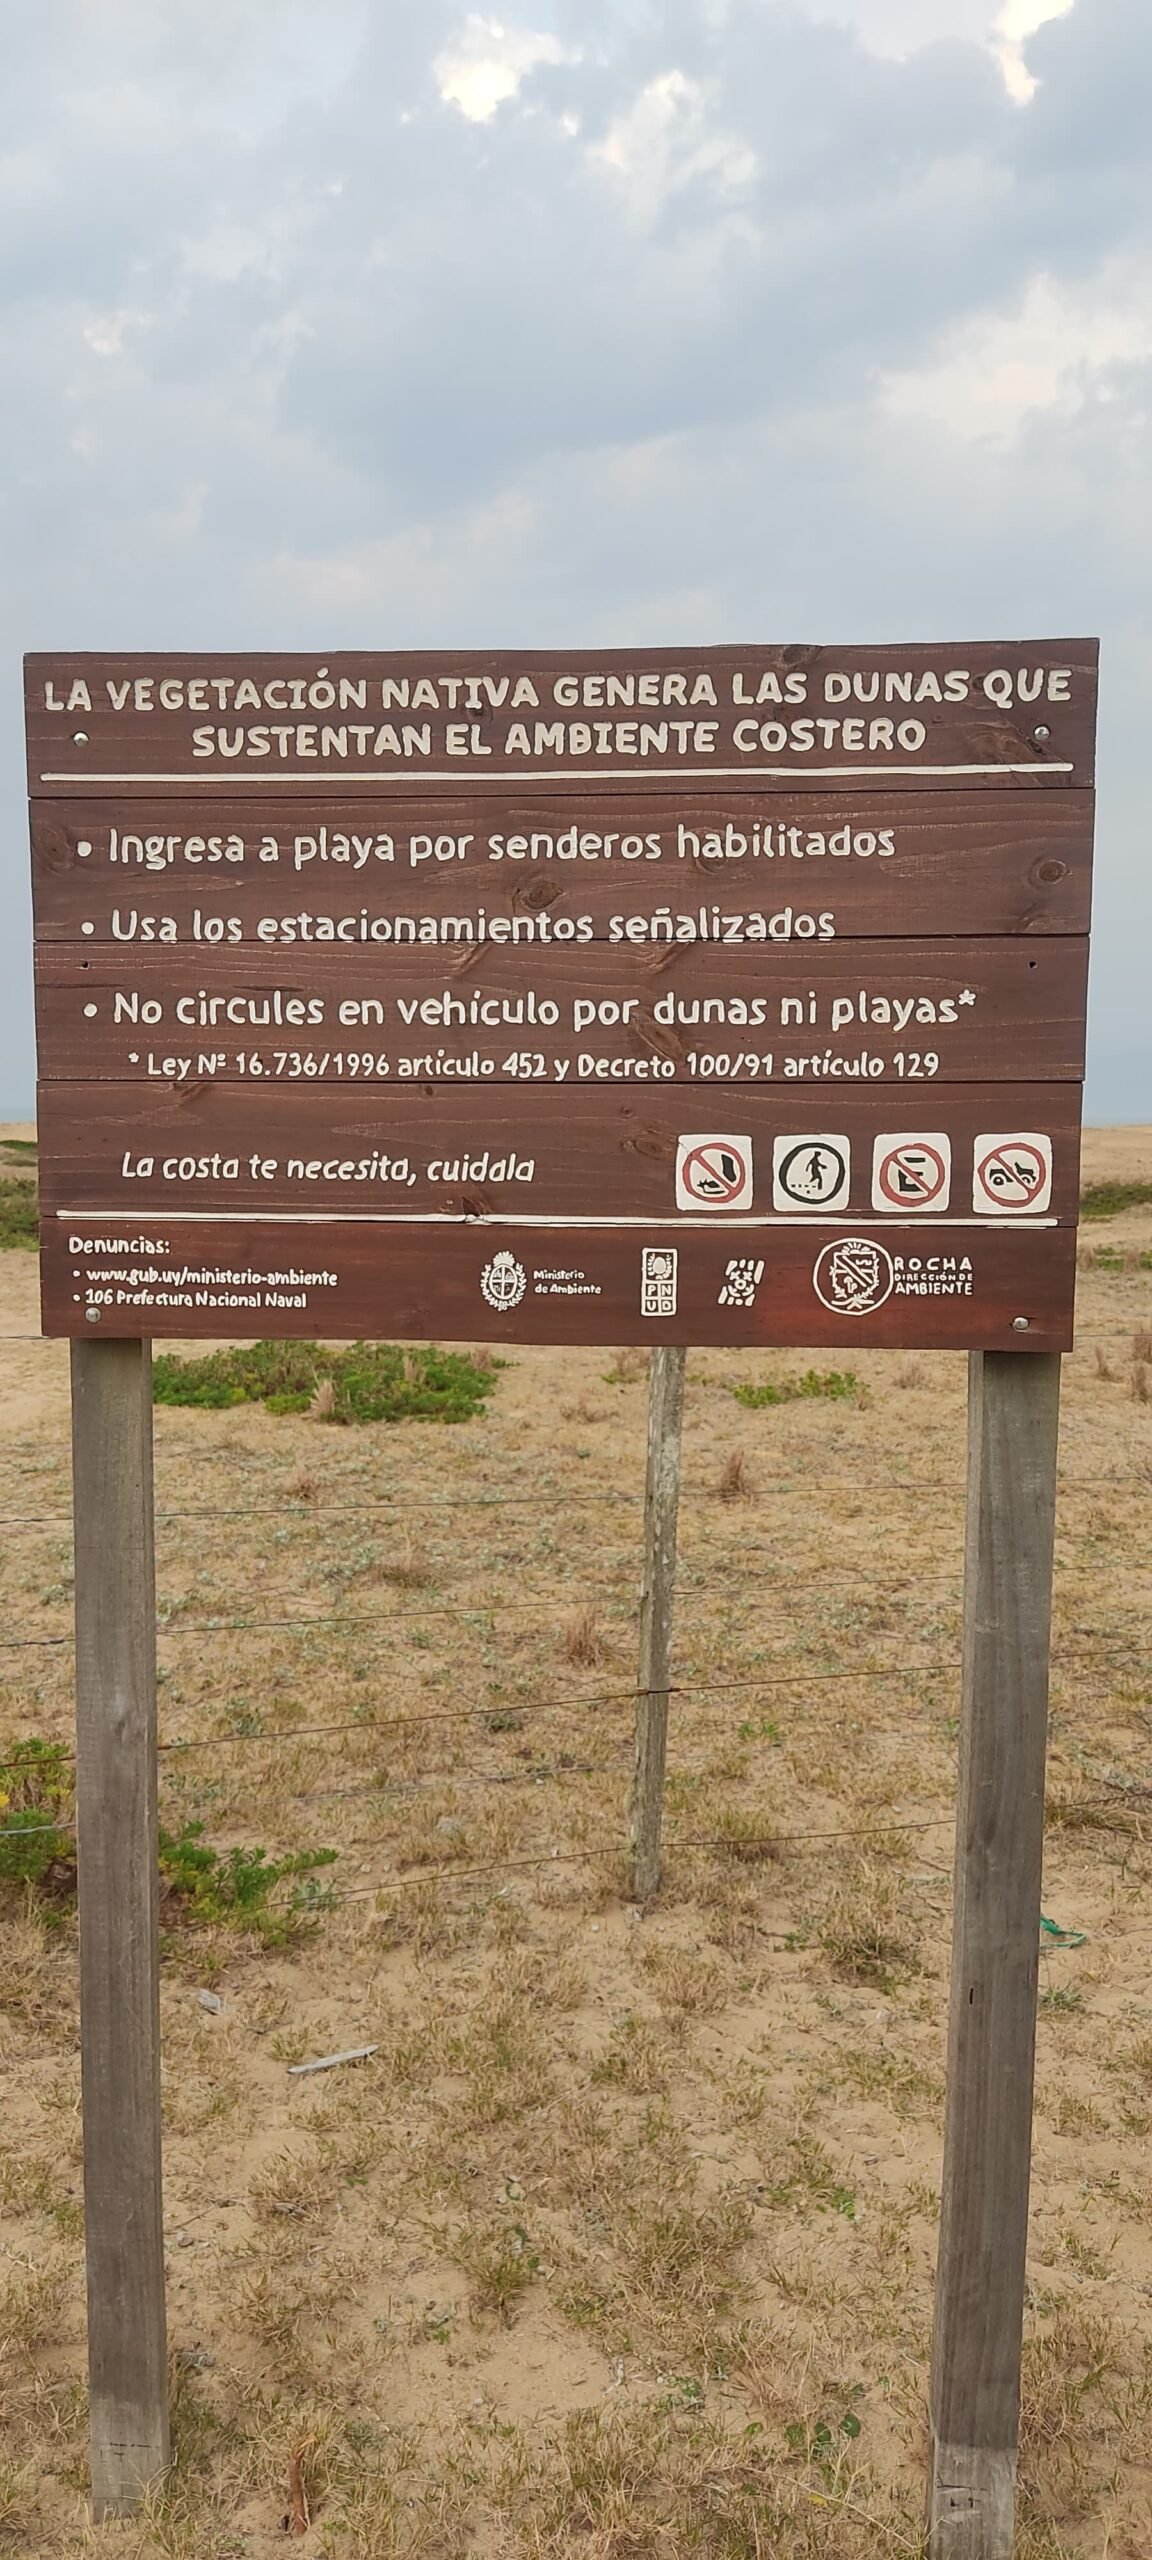 LA VEGETACIÓN NATIVA GENERA LAS DUNAS QUE
SUSTENTAN EL AMBIENTE COSTERO
• Ingresa a playa por senderos habilitados
• Usa los estacionamientos señalizados
• No circules en vehículo por dunas ni playas*
* Ley Nº 16.736/1996 artículo 452 y Decreto 100/91 artículo 129
La costa te necesita, cuidala
Denuncias:
• www.gub.uy/ministerio-ambiente
• 106 Prefectura Nacional Naval
Ministerio
de Ambiente
PN
UD
ROCHA
DIRECCIÓN DE
AMBIENTE